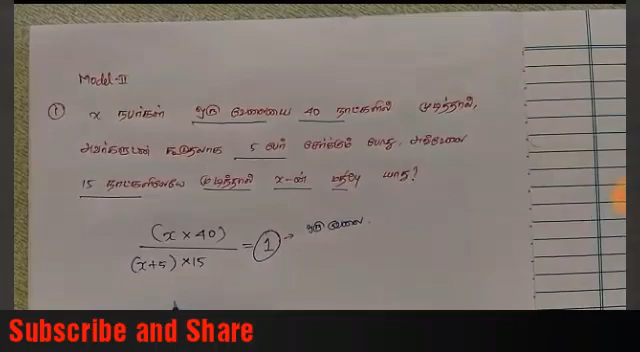 Model-II
① x நபர்கள் ஒரு வேலையை 40 நாட்களில் முடித்தால்,
அவர்களுடன் கூடுதலாக 5 பேர் சேர்க்கும் போது, அவ்வேலை
15 நாட்களிலேயே முடித்தால் x-ன் மதிப்பு யாது?
(x × 40)
(x+5) × 15
= 1 → ஒரு வேலை.
Subscribe and Share